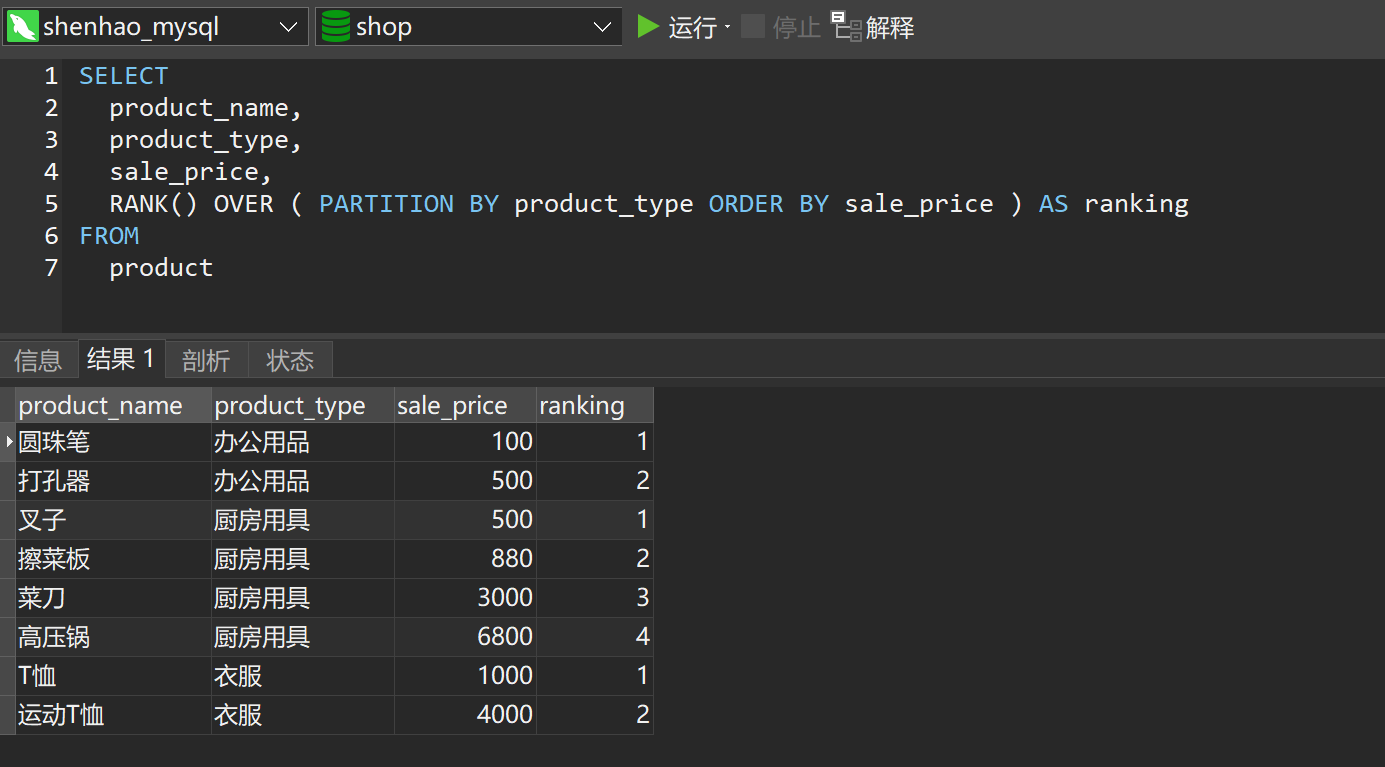 shenhao_mysql shop 运行 停止 解释
1 SELECT
2 product_name,
3 product_type,
4 sale_price,
5 RANK() OVER ( PARTITION BY product_type ORDER BY sale_price ) AS ranking
6 FROM
7 product
信息 结果 1 剖析 状态
product_name product_type sale_price ranking
圆珠笔 办公用品 100 1
打孔器 办公用品 500 2
叉子 厨房用具 500 1
擦菜板 厨房用具 880 2
菜刀 厨房用具 3000 3
高压锅 厨房用具 6800 4
T恤 衣服 1000 1
运动T恤 衣服 4000 2